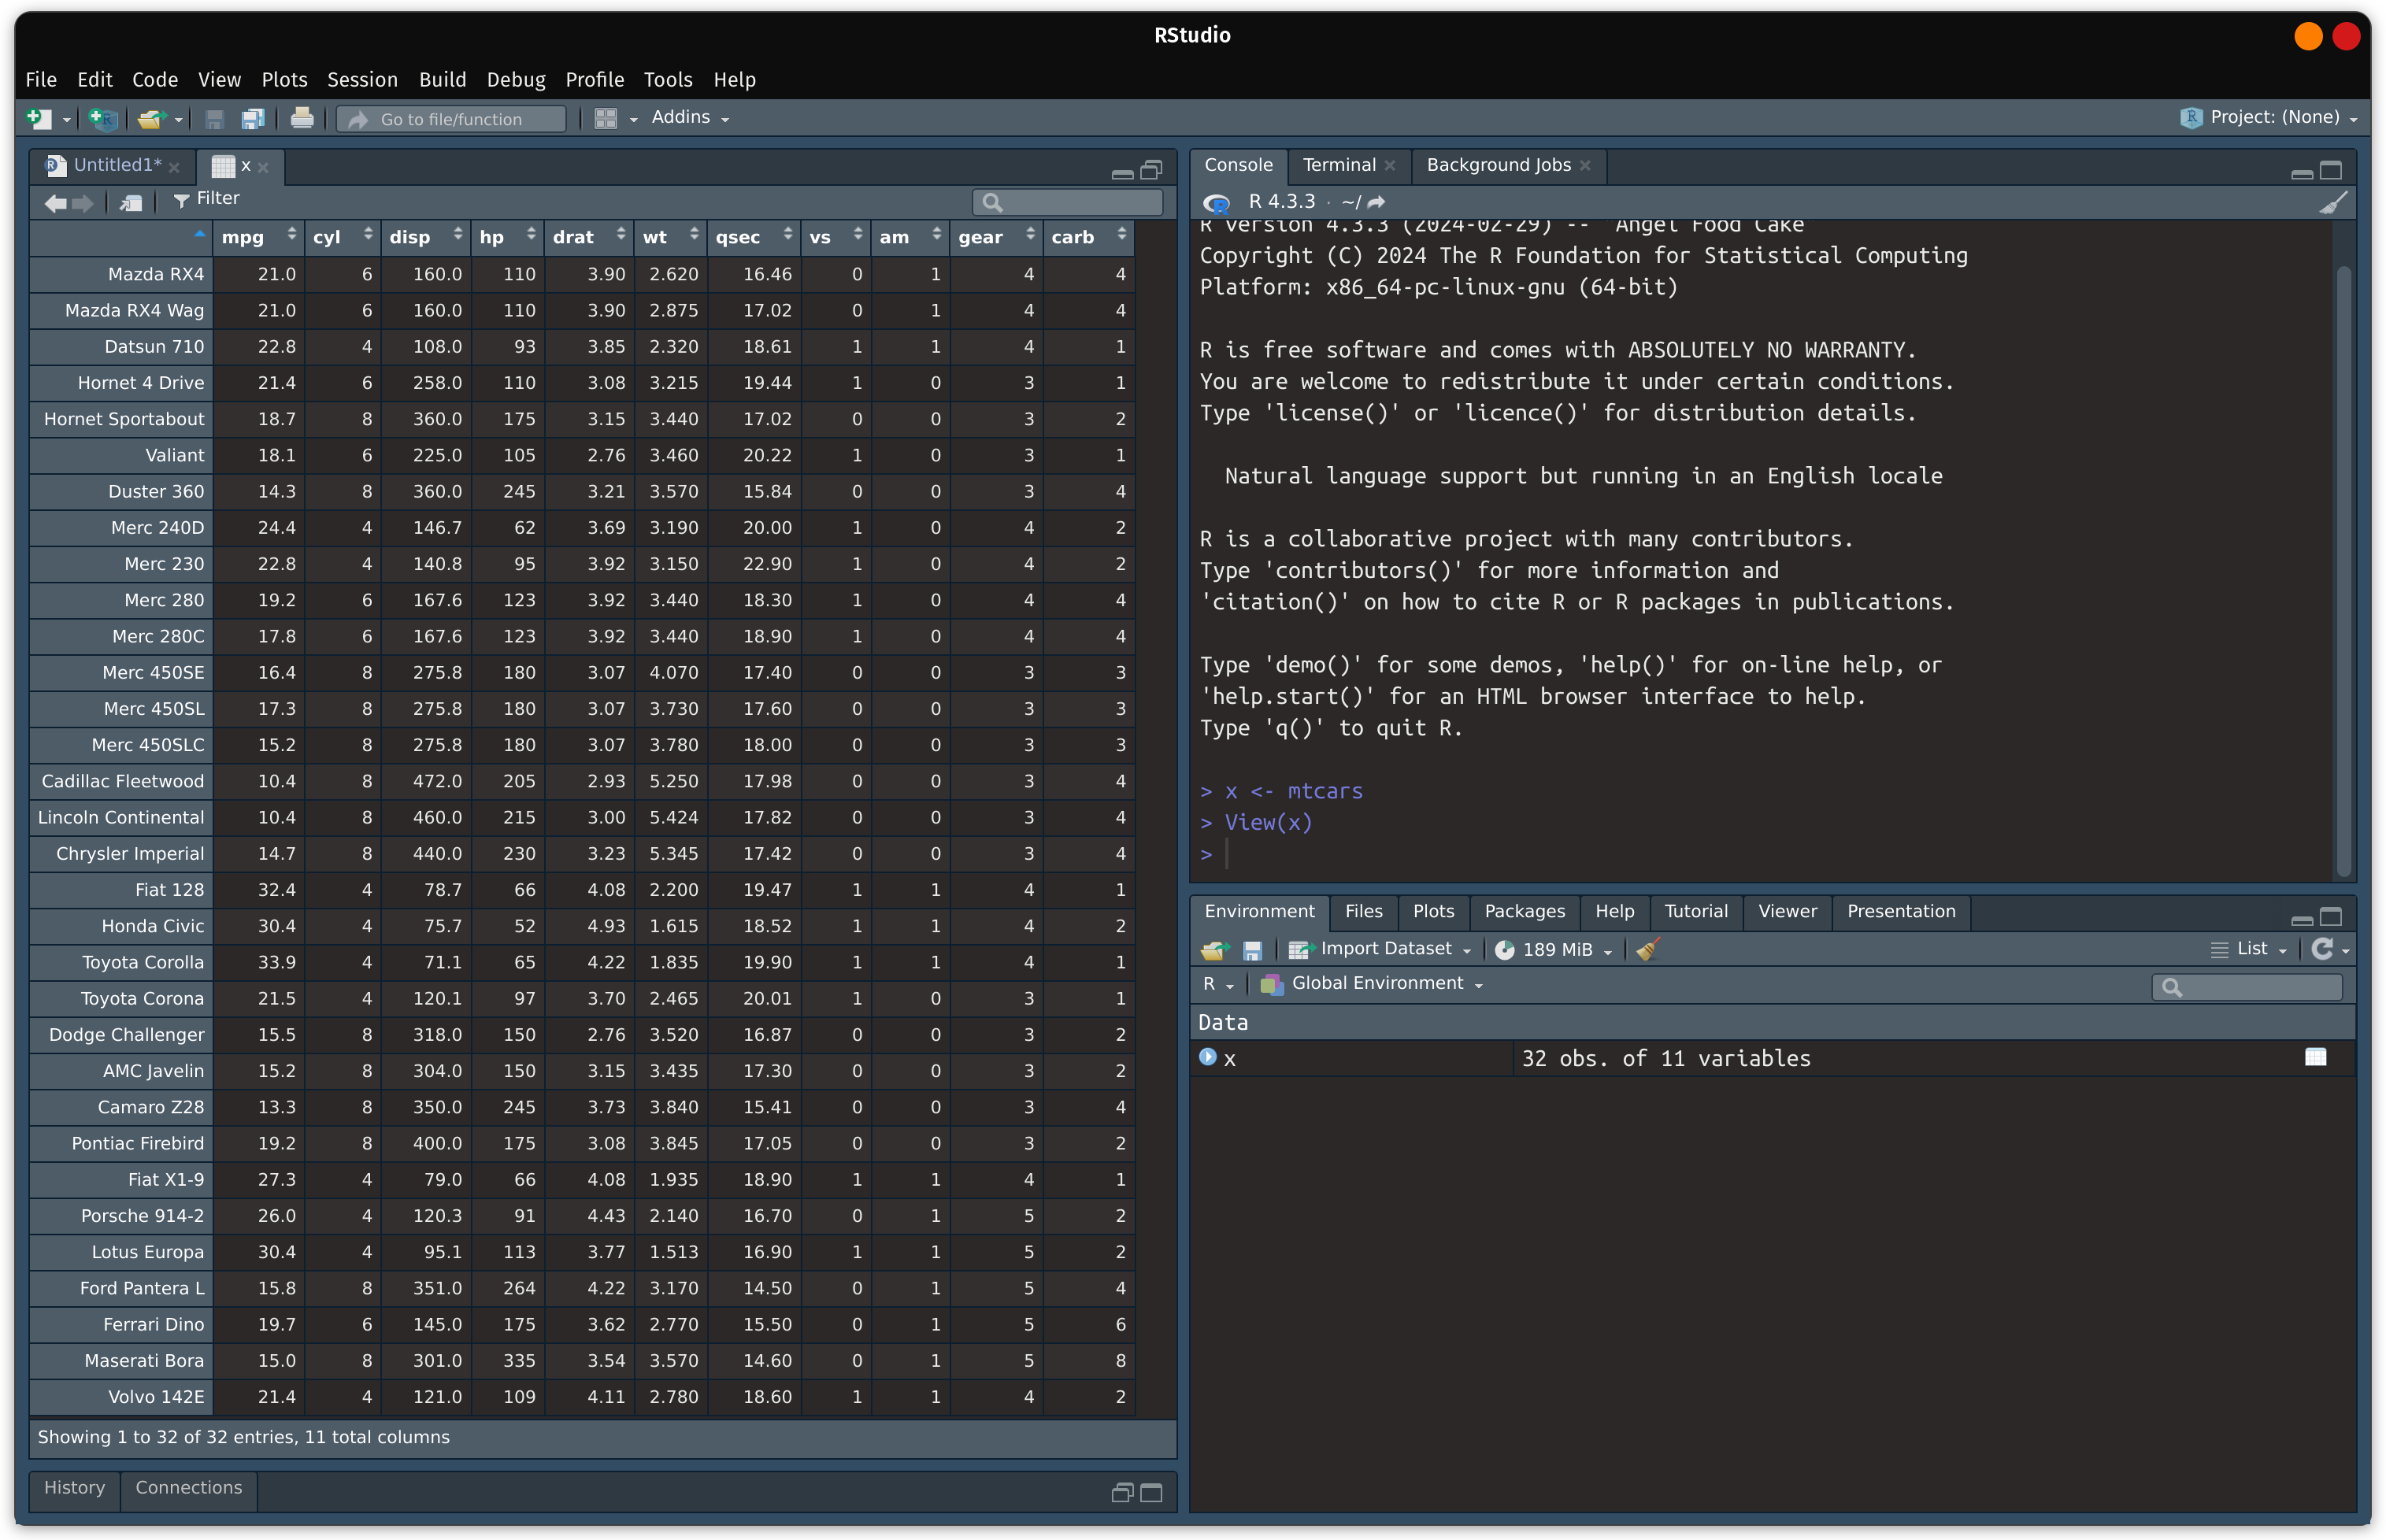 RStudio
File Edit Code View Plots Session Build Debug Profile Tools Help
Go to file/function Addins Project: (None)
Untitled1* x
Filter
mpg cyl disp hp drat wt qsec vs am gear carb
Mazda RX4 21.0 6 160.0 110 3.90 2.620 16.46 0 1 4 4
Mazda RX4 Wag 21.0 6 160.0 110 3.90 2.875 17.02 0 1 4 4
Datsun 710 22.8 4 108.0 93 3.85 2.320 18.61 1 1 4 1
Hornet 4 Drive 21.4 6 258.0 110 3.08 3.215 19.44 1 0 3 1
Hornet Sportabout 18.7 8 360.0 175 3.15 3.440 17.02 0 0 3 2
Valiant 18.1 6 225.0 105 2.76 3.460 20.22 1 0 3 1
Duster 360 14.3 8 360.0 245 3.21 3.570 15.84 0 0 3 4
Merc 240D 24.4 4 146.7 62 3.69 3.190 20.00 1 0 4 2
Merc 230 22.8 4 140.8 95 3.92 3.150 22.90 1 0 4 2
Merc 280 19.2 6 167.6 123 3.92 3.440 18.30 1 0 4 4
Merc 280C 17.8 6 167.6 123 3.92 3.440 18.90 1 0 4 4
Merc 450SE 16.4 8 275.8 180 3.07 4.070 17.40 0 0 3 3
Merc 450SL 17.3 8 275.8 180 3.07 3.730 17.60 0 0 3 3
Merc 450SLC 15.2 8 275.8 180 3.07 3.780 18.00 0 0 3 3
Cadillac Fleetwood 10.4 8 472.0 205 2.93 5.250 17.98 0 0 3 4
Lincoln Continental 10.4 8 460.0 215 3.00 5.424 17.82 0 0 3 4
Chrysler Imperial 14.7 8 440.0 230 3.23 5.345 17.42 0 0 3 4
Fiat 128 32.4 4 78.7 66 4.08 2.200 19.47 1 1 4 1
Honda Civic 30.4 4 75.7 52 4.93 1.615 18.52 1 1 4 2
Toyota Corolla 33.9 4 71.1 65 4.22 1.835 19.90 1 1 4 1
Toyota Corona 21.5 4 120.1 97 3.70 2.465 20.01 1 0 3 1
Dodge Challenger 15.5 8 318.0 150 2.76 3.520 16.87 0 0 3 2
AMC Javelin 15.2 8 304.0 150 3.15 3.435 17.30 0 0 3 2
Camaro Z28 13.3 8 350.0 245 3.73 3.840 15.41 0 0 3 4
Pontiac Firebird 19.2 8 400.0 175 3.08 3.845 17.05 0 0 3 2
Fiat X1-9 27.3 4 79.0 66 4.08 1.935 18.90 1 1 4 1
Porsche 914-2 26.0 4 120.3 91 4.43 2.140 16.70 0 1 5 2
Lotus Europa 30.4 4 95.1 113 3.77 1.513 16.90 1 1 5 2
Ford Pantera L 15.8 8 351.0 264 4.22 3.170 14.50 0 1 5 4
Ferrari Dino 19.7 6 145.0 175 3.62 2.770 15.50 0 1 5 6
Maserati Bora 15.0 8 301.0 335 3.54 3.570 14.60 0 1 5 8
Volvo 142E 21.4 4 121.0 109 4.11 2.780 18.60 1 1 4 2
Showing 1 to 32 of 32 entries, 11 total columns
History Connections
Console Terminal Background Jobs
R 4.3.3 · ~/
R version 4.3.3 (2024-02-29) -- "Angel Food Cake"
Copyright (C) 2024 The R Foundation for Statistical Computing
Platform: x86_64-pc-linux-gnu (64-bit)
R is free software and comes with ABSOLUTELY NO WARRANTY.
You are welcome to redistribute it under certain conditions.
Type 'license()' or 'licence()' for distribution details.
Natural language support but running in an English locale
R is a collaborative project with many contributors.
Type 'contributors()' for more information and
'citation()' on how to cite R or R packages in publications.
Type 'demo()' for some demos, 'help()' for on-line help, or
'help.start()' for an HTML browser interface to help.
Type 'q()' to quit R.
> x <- mtcars
> View(x)
>
Environment Files Plots Packages Help Tutorial Viewer Presentation
Import Dataset 189 MiB List
R Global Environment
Data
x 32 obs. of 11 variables